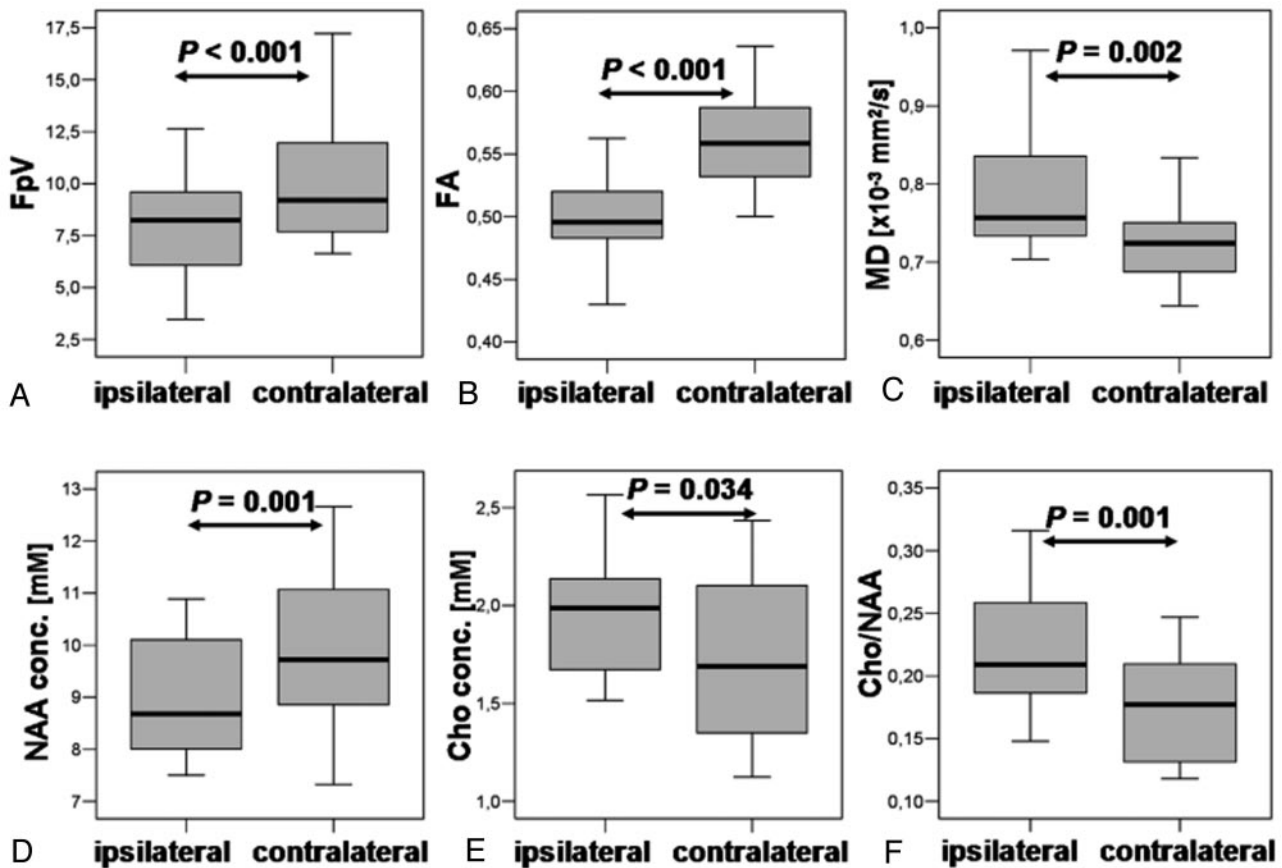 17,5
15,0
12,5
10,0
7,5
5,0
2,5
FpV
P < 0.001
ipsilateral contralateral
A
0,65
0,60
0,55
0,50
0,45
0,40
FA
P < 0.001
ipsilateral contralateral
B
1,0
0,9
0,8
0,7
0,6
MD [x10⁻³ mm²/s]
P = 0.002
ipsilateral contralateral
C
13
12
11
10
9
8
7
NAA conc. [mM]
P = 0.001
ipsilateral contralateral
D
2,5
2,0
1,5
1,0
Cho conc. [mM]
P = 0.034
ipsilateral contralateral
E
0,35
0,30
0,25
0,20
0,15
0,10
Cho/NAA
P = 0.001
ipsilateral contralateral
F